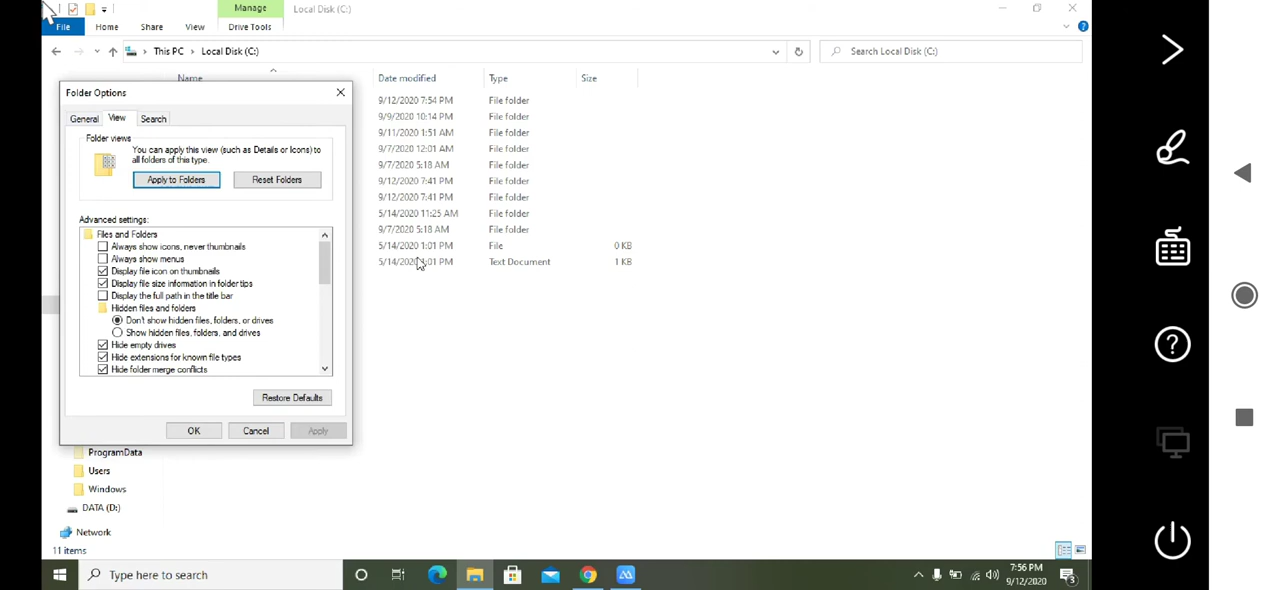 Manage
Local Disk (C:)
File
Home
Share
View
Drive Tools
This PC
Local Disk (C:)
Search Local Disk (C:)
Name
Date modified
Type
Size
Folder Options
General
View
Search
Folder views
You can apply this view (such as Details or Icons) to
all folders of this type.
Apply to Folders
Reset Folders
Advanced settings:
Files and Folders
Always show icons, never thumbnails
Always show menus
Display file icon on thumbnails
Display file size information in folder tips
Display the full path in the title bar
Hidden files and folders
Don't show hidden files, folders, or drives
Show hidden files, folders, and drives
Hide empty drives
Hide extensions for known file types
Hide folder merge conflicts
Restore Defaults
OK
Cancel
Apply
9/12/2020 7:54 PM File folder
9/9/2020 10:14 PM File folder
9/11/2020 1:51 AM File folder
9/7/2020 12:01 AM File folder
9/7/2020 5:18 AM File folder
9/12/2020 7:41 PM File folder
9/12/2020 7:41 PM File folder
5/14/2020 11:25 AM File folder
9/7/2020 5:18 AM File folder
5/14/2020 1:01 PM File 0 KB
5/14/2020 1:01 PM Text Document 1 KB
ProgramData
Users
Windows
DATA (D:)
Network
11 items
Type here to search
7:56 PM
9/12/2020
3